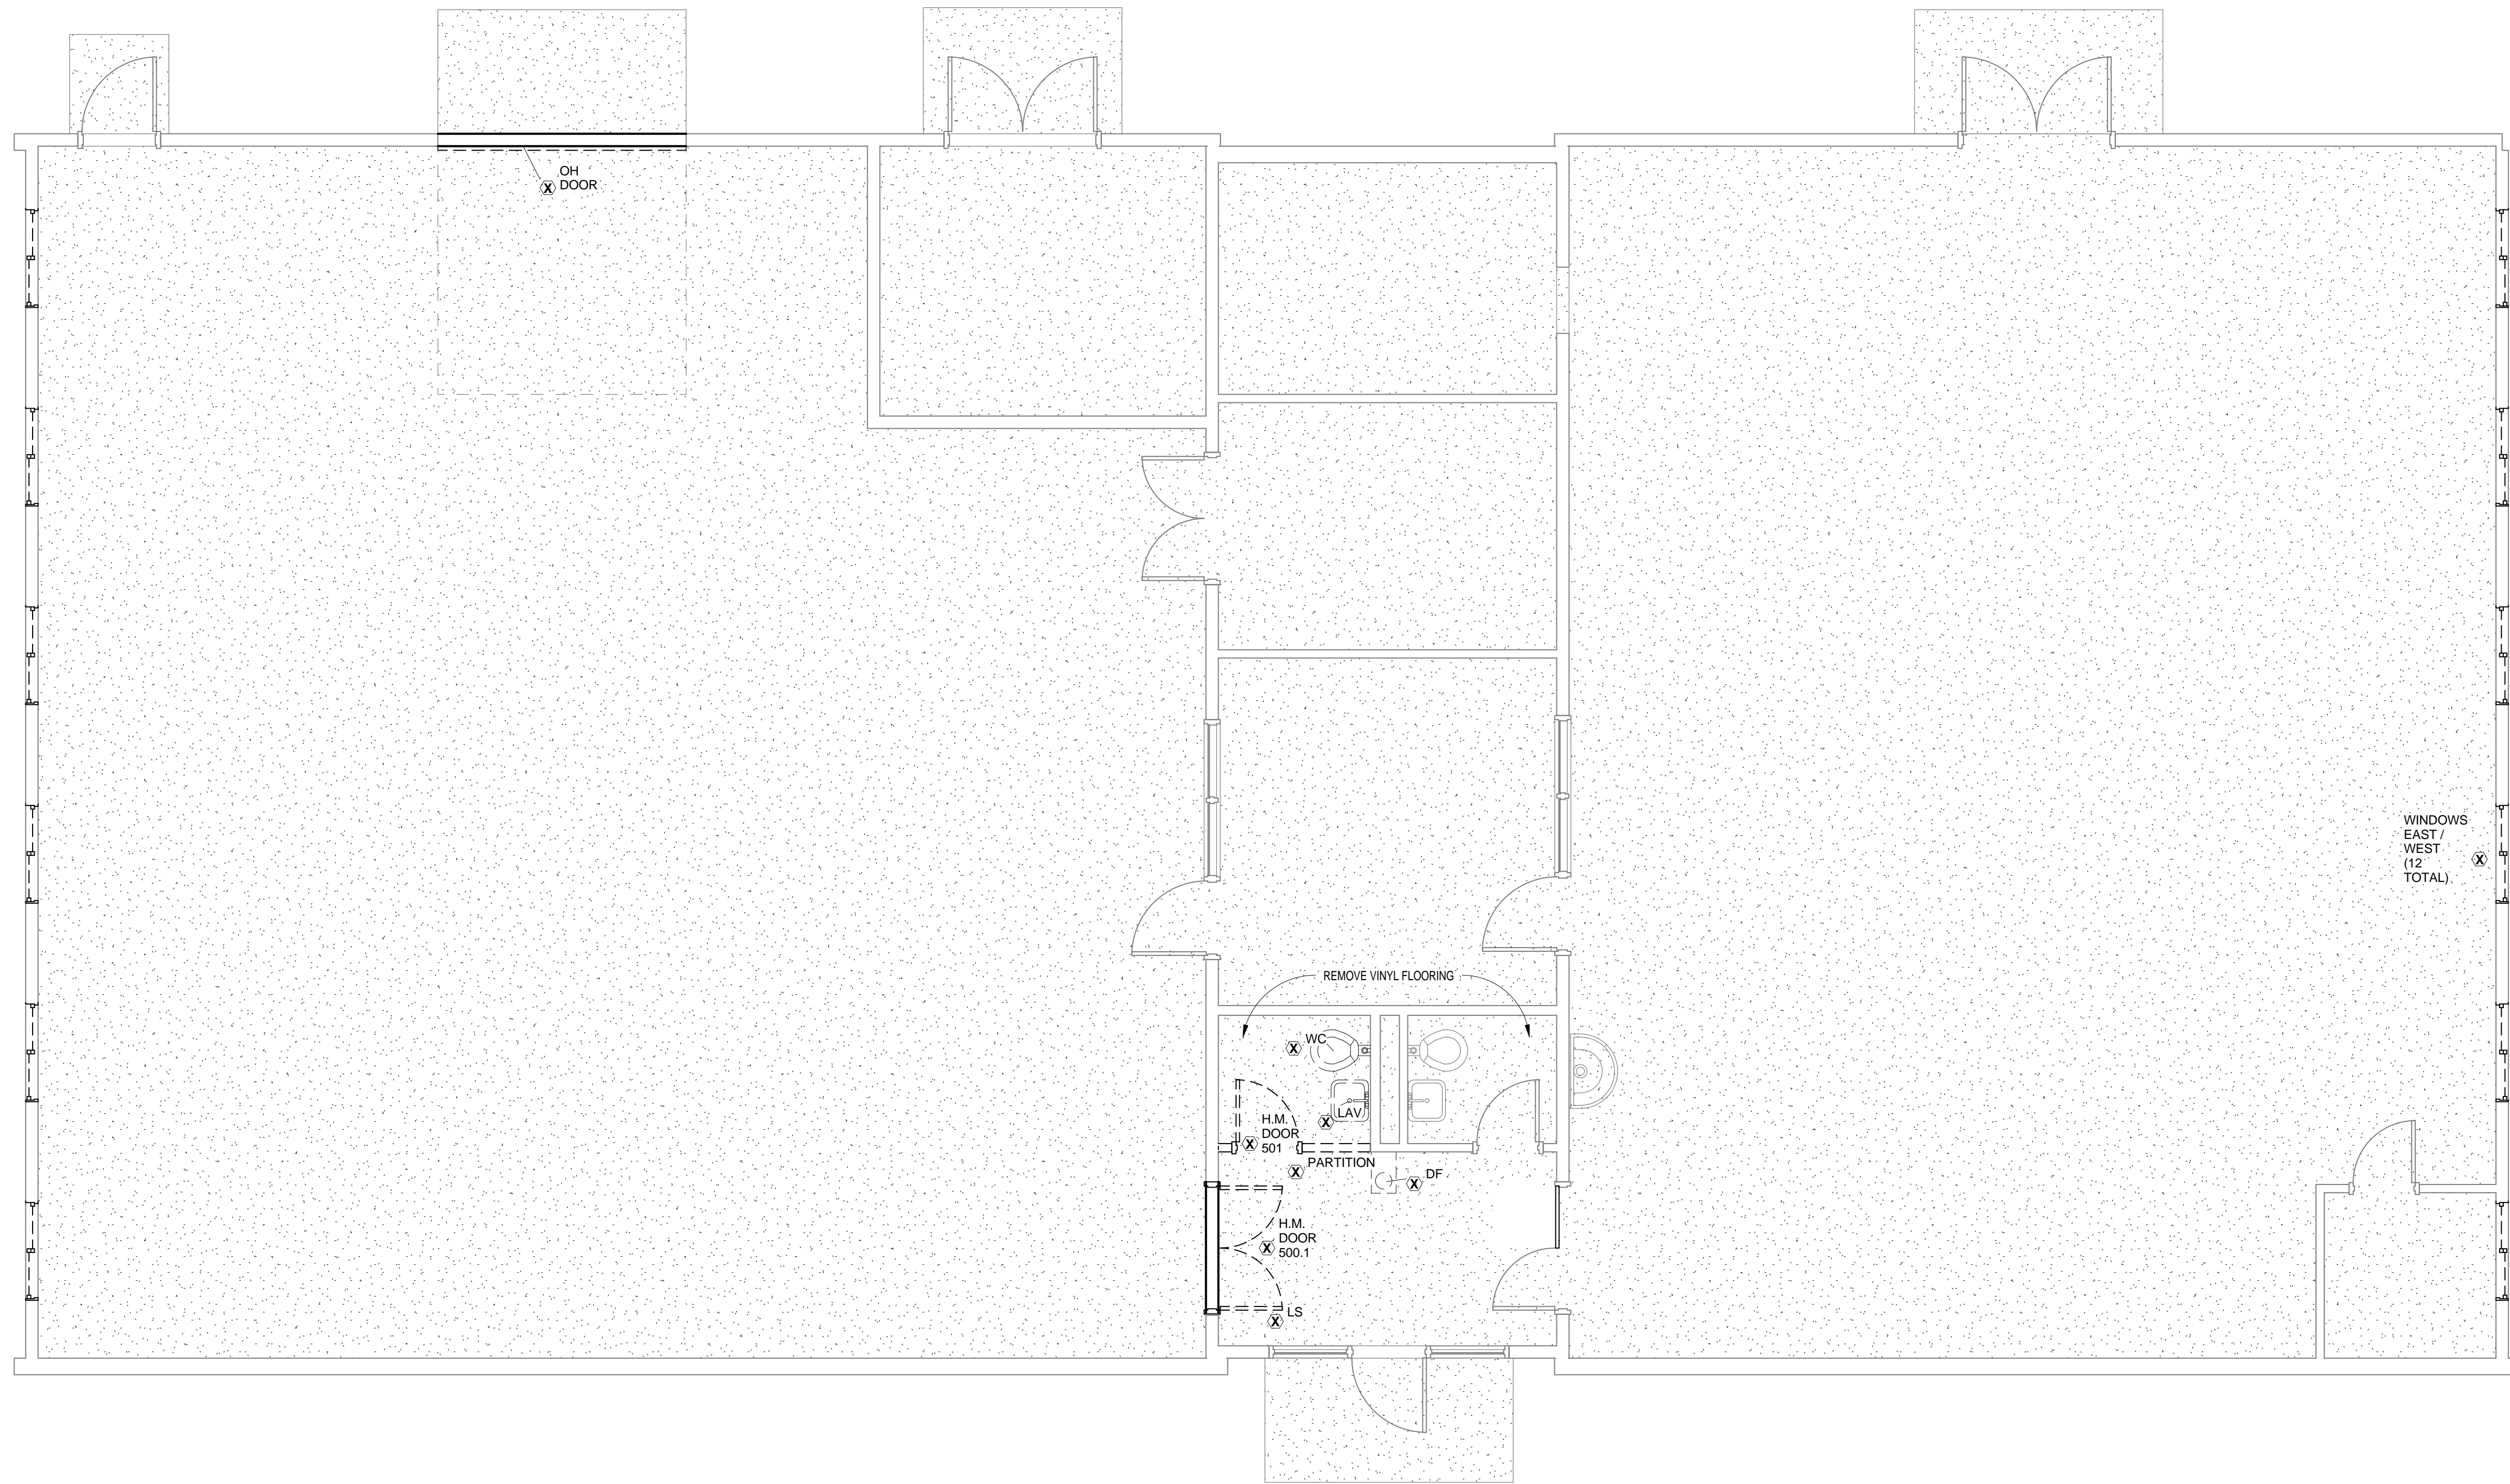 OH
DOOR
X
WINDOWS
EAST /
WEST
(12
TOTAL)
X
REMOVE VINYL FLOORING
WC
X
LAV
X
H.M.
DOOR
501
X
PARTITION
X
DF
X
H.M.
DOOR
500.1
X
LS
X